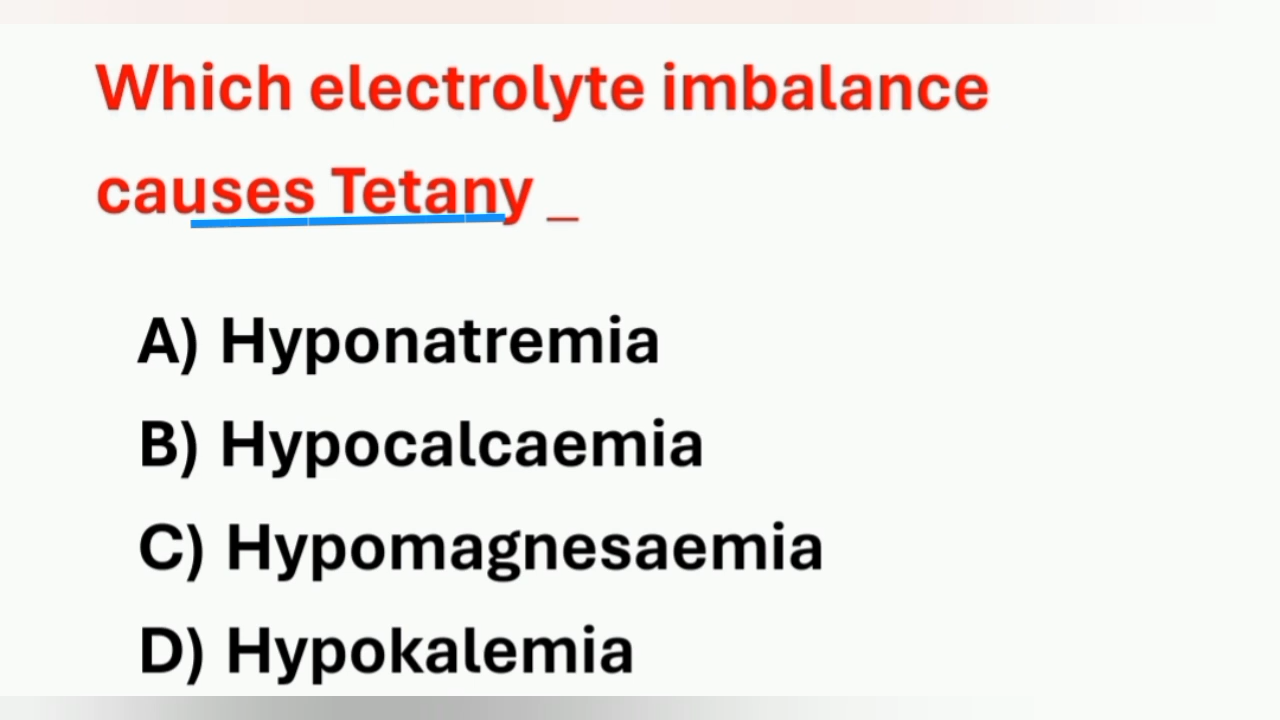 Which electrolyte imbalance
causes Tetany _
A) Hyponatremia
B) Hypocalcaemia
C) Hypomagnesaemia
D) Hypokalemia